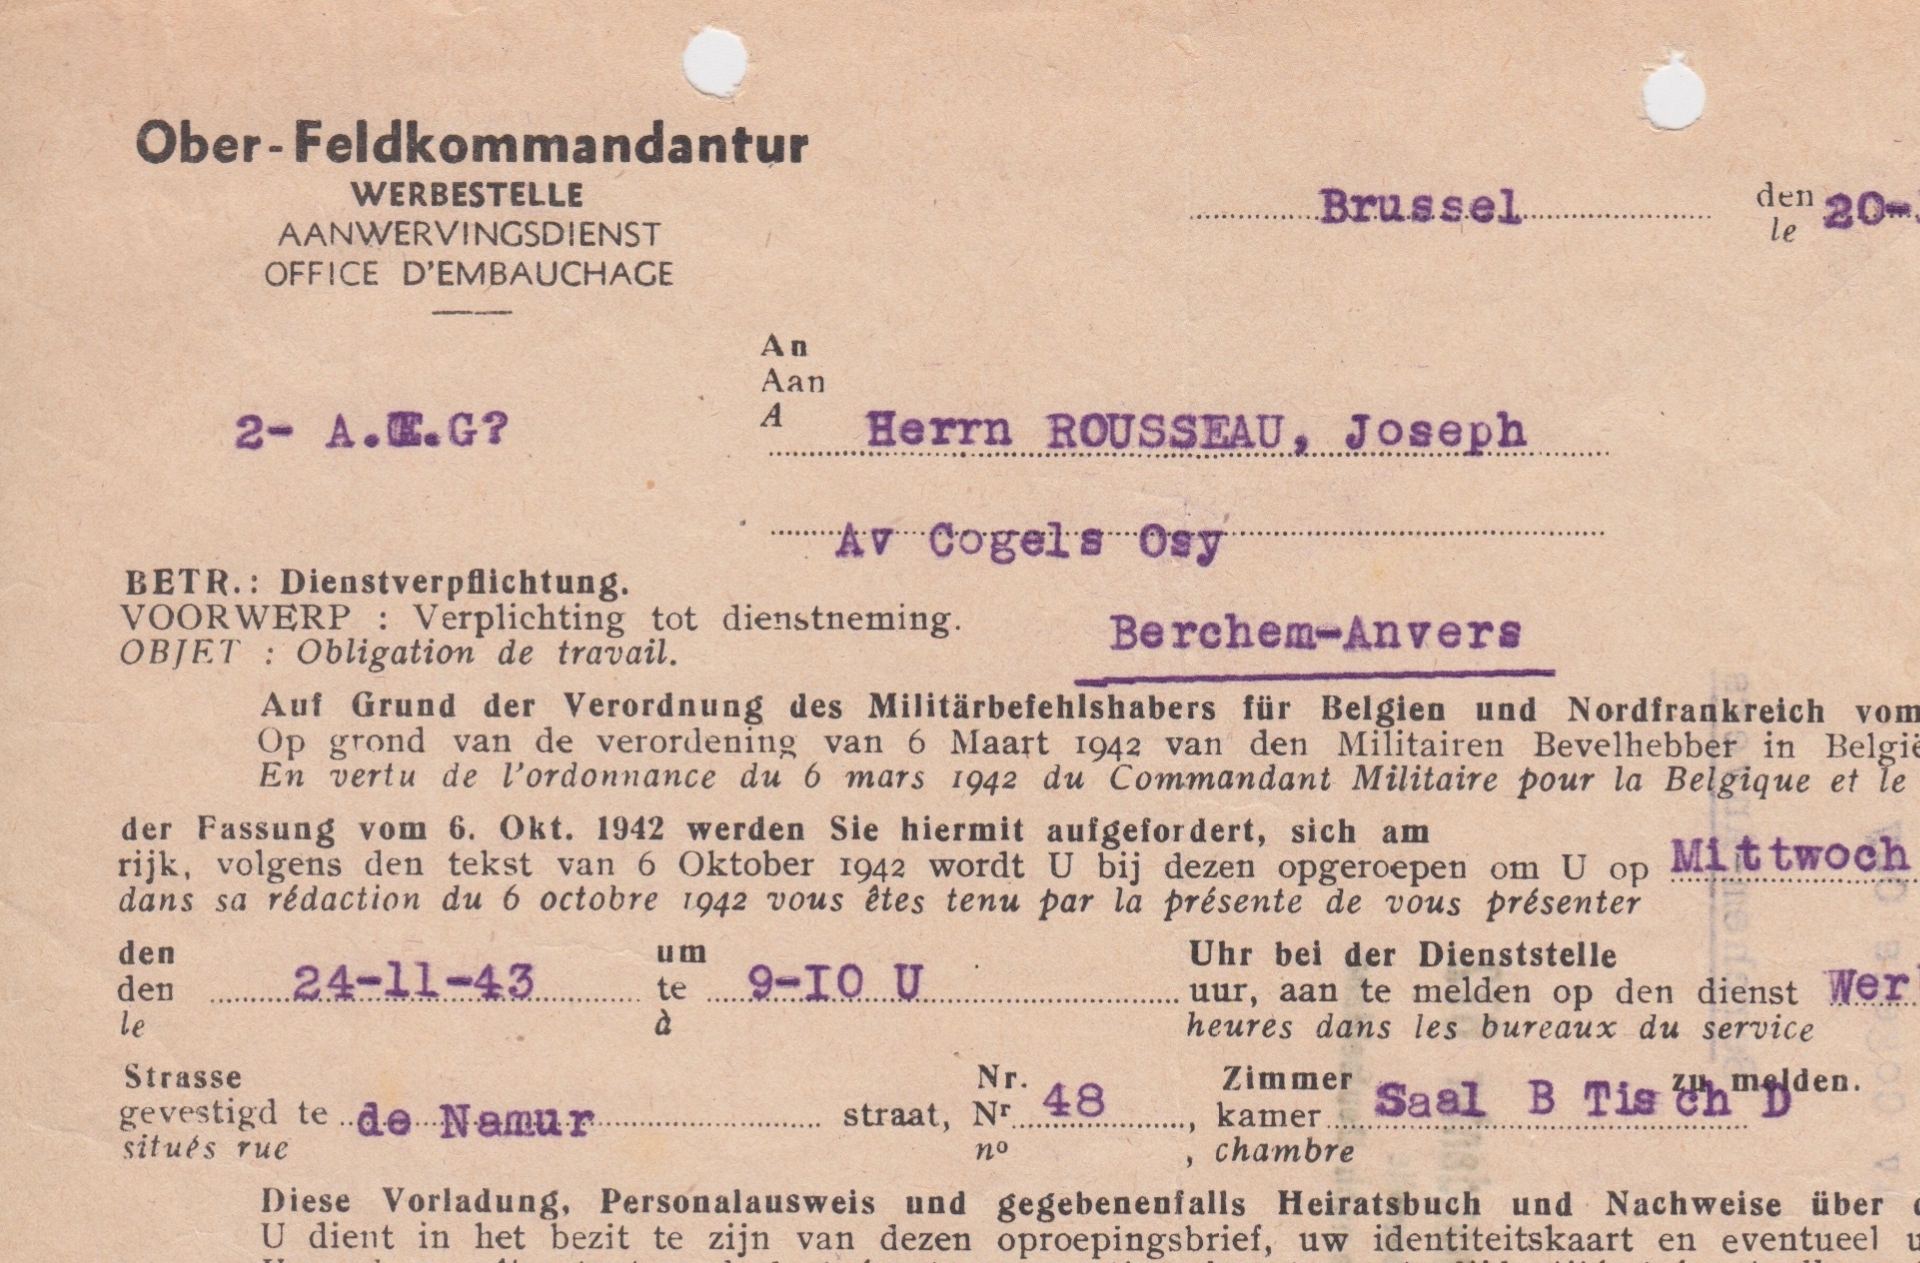 Ober-Feldkommandantur
WERBESTELLE
AANWERVINGSDIENST
OFFICE D'EMBAUCHAGE
Brussel den 20-
le
An
Aan
A
2- A.Œ.G? Herrn ROUSSEAU, Joseph
Av Cogels Osy
BETR.: Dienstverpflichtung.
VOORWERP : Verplichting tot dienstneming.
OBJET : Obligation de travail.
Berchem-Anvers
Auf Grund der Verordnung des Militärbefehlshabers für Belgien und Nordfrankreich vom
Op grond van de verordening van 6 Maart 1942 van den Militairen Bevelhebber in België
En vertu de l'ordonnance du 6 mars 1942 du Commandant Militaire pour la Belgique et le
der Fassung vom 6. Okt. 1942 werden Sie hiermit aufgefordert, sich am
rijk, volgens den tekst van 6 Oktober 1942 wordt U bij dezen opgeroepen om U op Mittwoch
dans sa rédaction du 6 octobre 1942 vous êtes tenu par la présente de vous présenter
den um Uhr bei der Dienststelle
den 24-11-43 te 9-IO U uur, aan te melden op den dienst Wer
le à heures dans les bureaux du service
Strasse Nr. Zimmer zu melden.
gevestigd te de Namur straat, Nr 48, kamer Saal B Tisch D
situés rue no , chambre
Diese Vorladung, Personalausweis und gegebenenfalls Heiratsbuch und Nachweise über
U dient in het bezit te zijn van dezen oproepingsbrief, uw identiteitskaart en eventueel